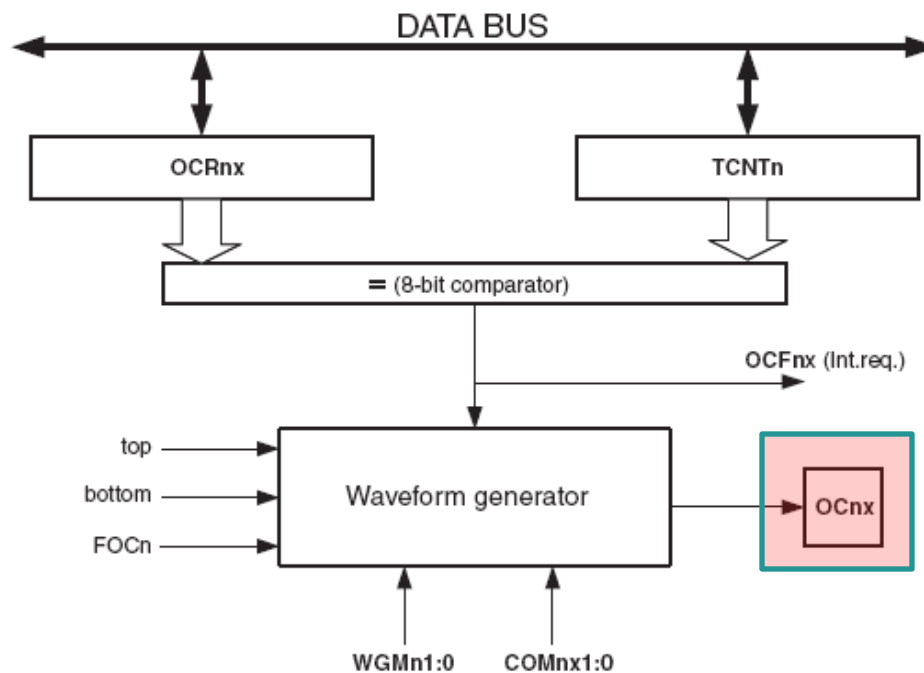 DATA BUS
OCRnx
TCNTn
= (8-bit comparator)
OCFnx (Int.req.)
top
bottom
FOCn
Waveform generator
OCnx
WGMn1:0
COMnx1:0